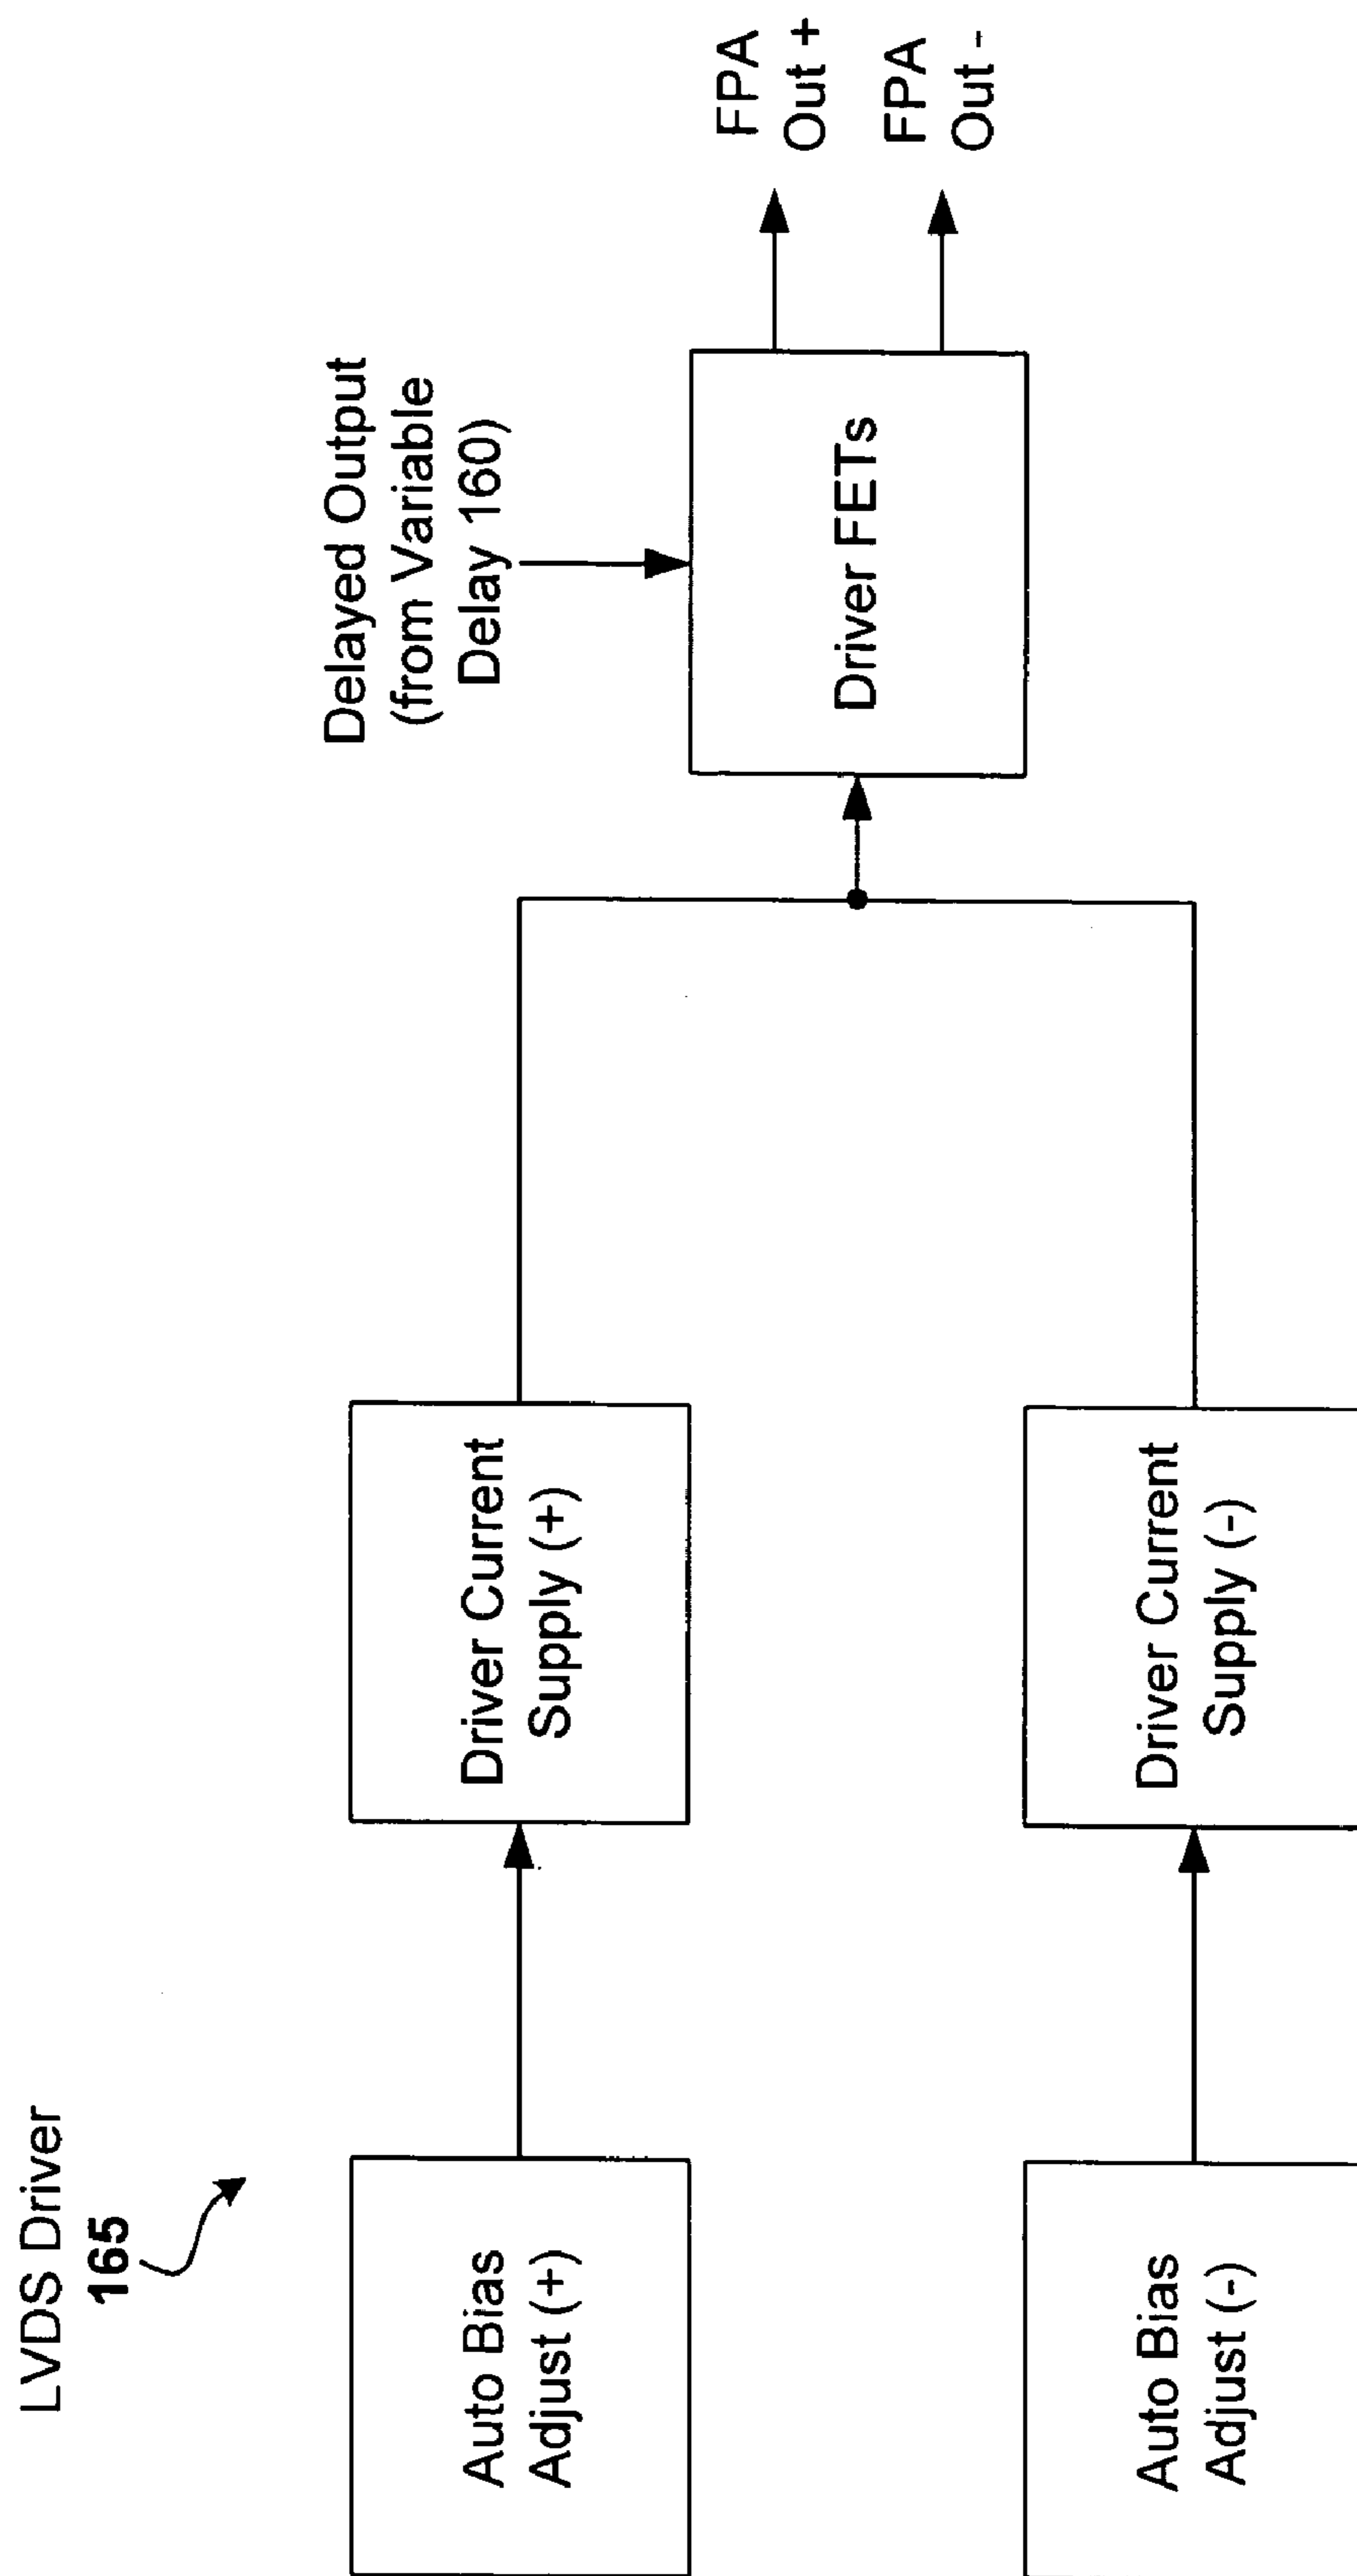 LVDS Driver
165
Auto Bias
Adjust (+)
Driver Current
Supply (+)
Delayed Output
(from Variable
Delay 160)
Driver FETs
FPA
Out +
FPA
Out -
Auto Bias
Adjust (-)
Driver Current
Supply (-)